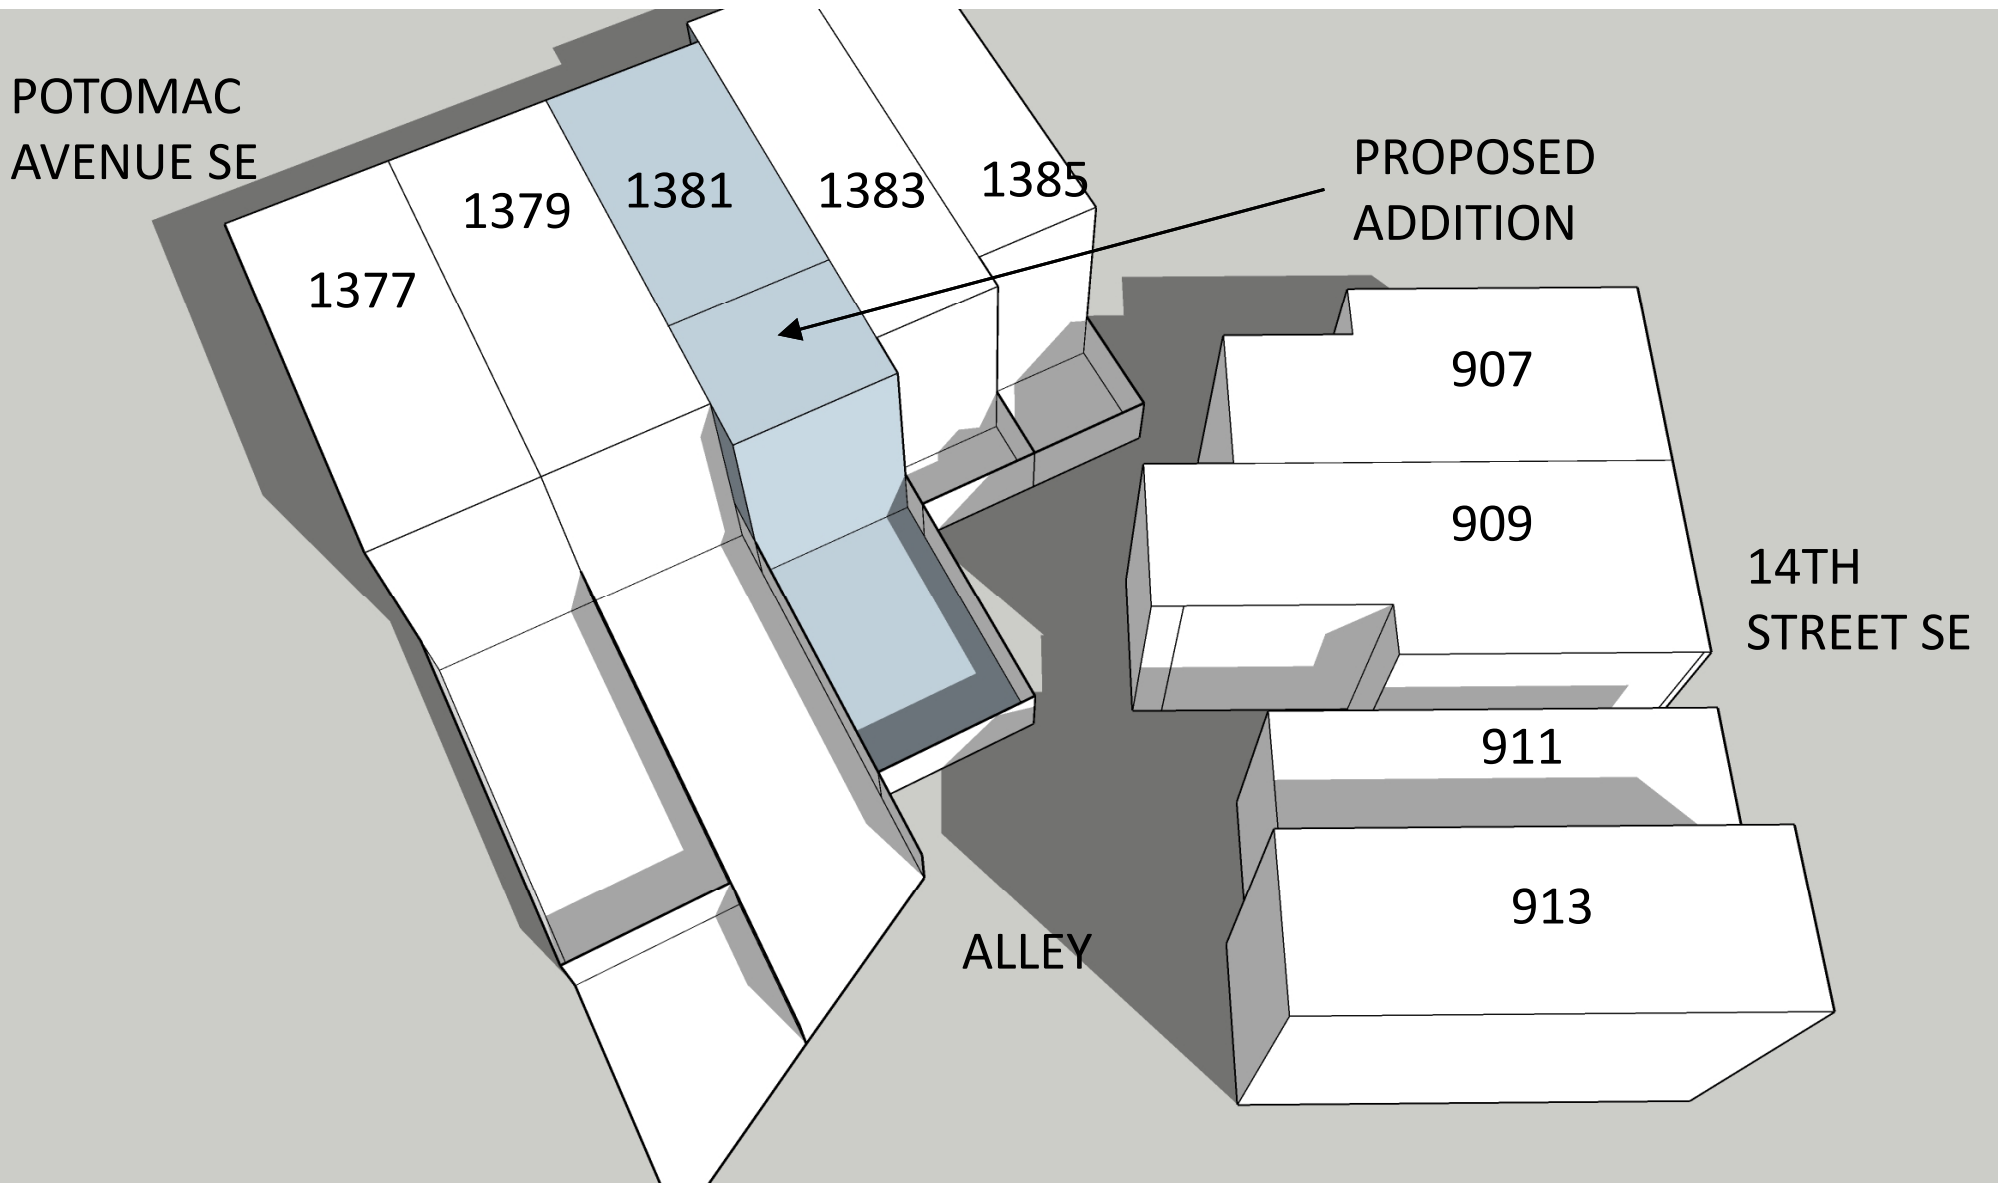 POTOMAC
AVENUE SE
1377
1379
1381
1383
1385
PROPOSED
ADDITION
907
909
911
913
14TH
STREET SE
ALLEY